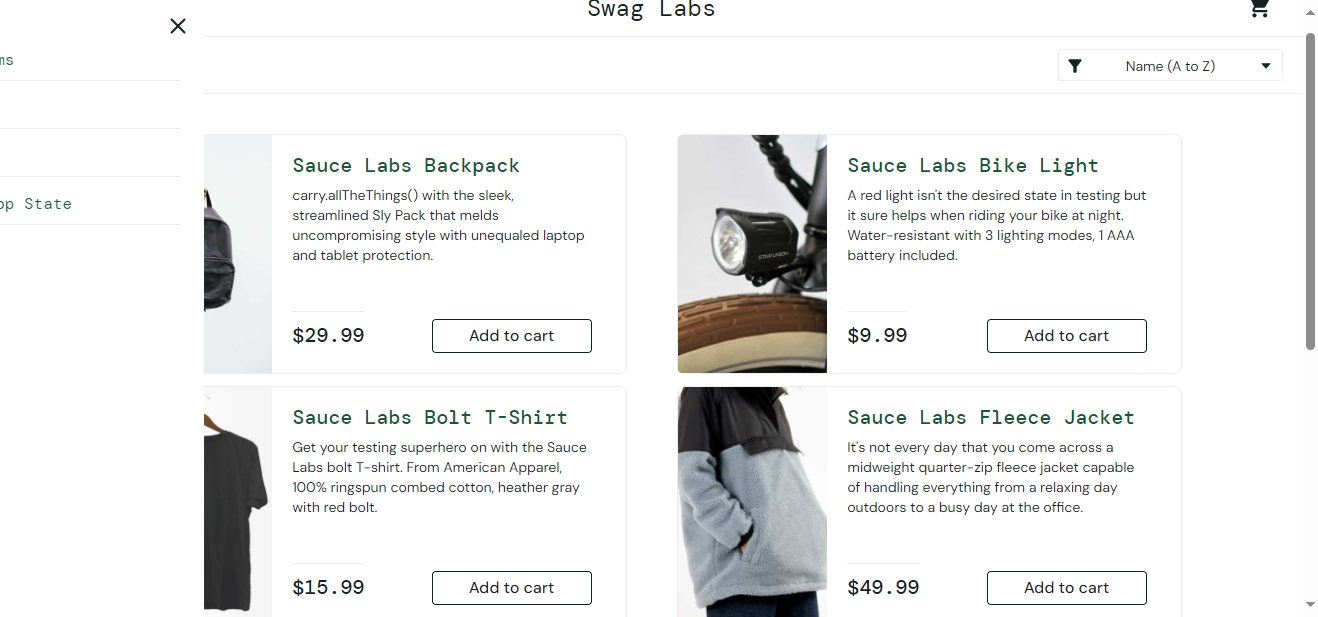 Swag Labs
ms
op State
Name (A to Z)
Sauce Labs Backpack
carry.allTheThings() with the sleek,
streamlined Sly Pack that melds
uncompromising style with unequaled laptop
and tablet protection.
$29.99
Add to cart
Sauce Labs Bike Light
A red light isn't the desired state in testing but
it sure helps when riding your bike at night.
Water-resistant with 3 lighting modes, 1 AAA
battery included.
$9.99
Add to cart
STAR UNION
Sauce Labs Bolt T-Shirt
Get your testing superhero on with the Sauce
Labs bolt T-shirt. From American Apparel,
100% ringspun combed cotton, heather gray
with red bolt.
$15.99
Add to cart
Sauce Labs Fleece Jacket
It's not every day that you come across a
midweight quarter-zip fleece jacket capable
of handling everything from a relaxing day
outdoors to a busy day at the office.
$49.99
Add to cart